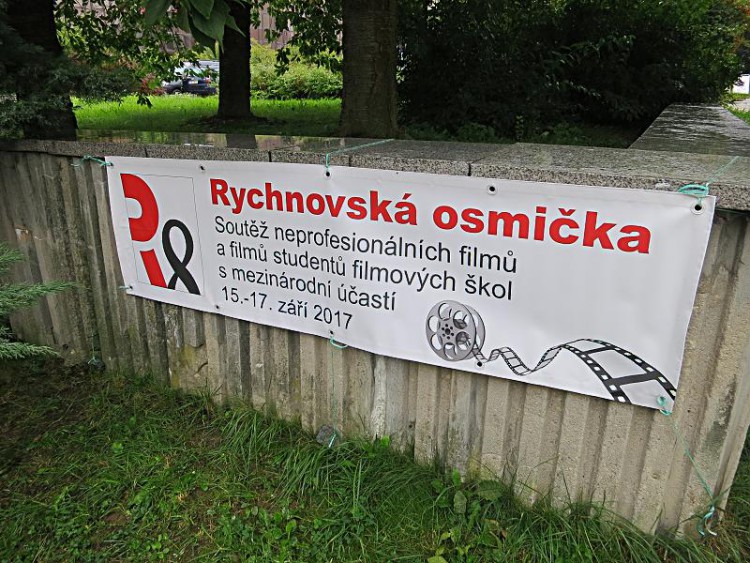 Rychnovská osmička
Soutěž neprofesionálních filmů
a filmů studentů filmových škol
s mezinárodní účastí
15.-17. září 2017